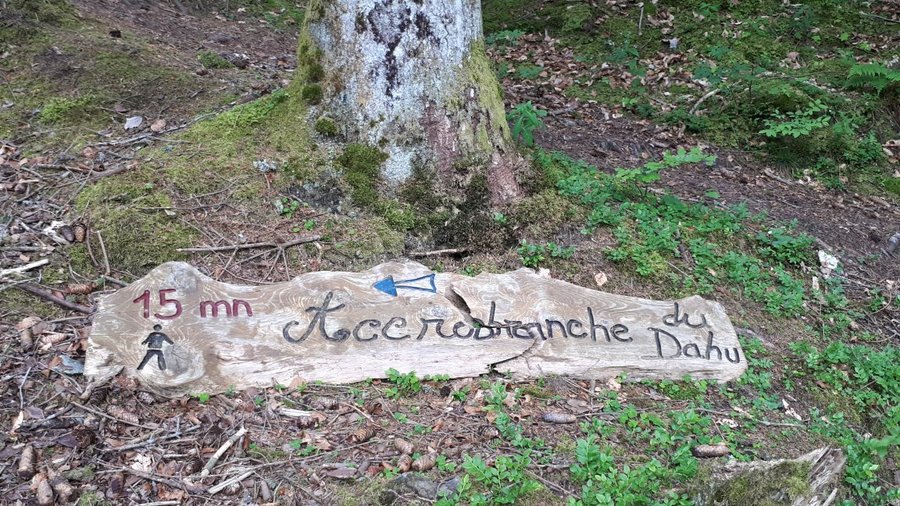 15 mn
Accrobranche du
Dahu